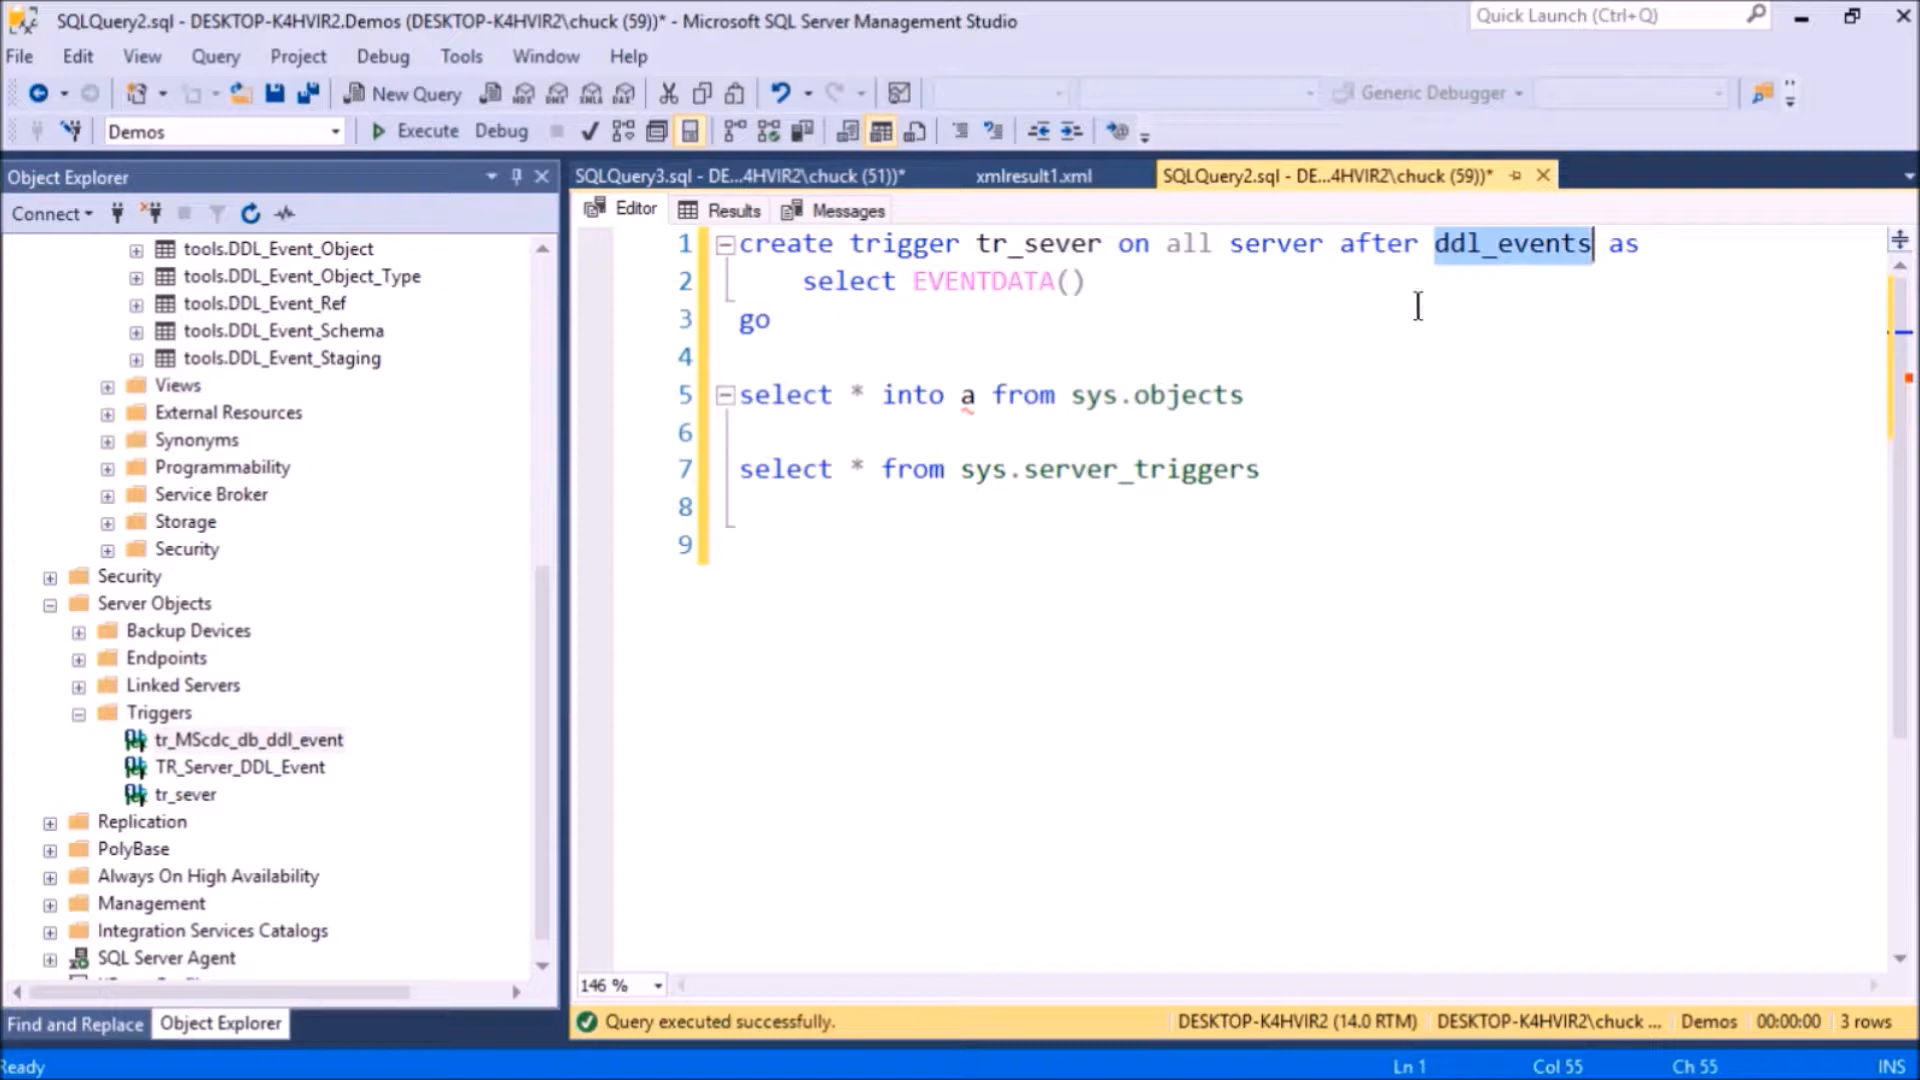 SQLQuery2.sql - DESKTOP-K4HVIR2.Demos (DESKTOP-K4HVIR2\chuck (59))* - Microsoft SQL Server Management Studio
Quick Launch (Ctrl+Q)
File Edit View Query Project Debug Tools Window Help
New Query
Generic Debugger
Demos
Execute Debug
Object Explorer
Connect
tools.DDL_Event_Object
tools.DDL_Event_Object_Type
tools.DDL_Event_Ref
tools.DDL_Event_Schema
tools.DDL_Event_Staging
Views
External Resources
Synonyms
Programmability
Service Broker
Storage
Security
Security
Server Objects
Backup Devices
Endpoints
Linked Servers
Triggers
tr_MScdc_db_ddl_event
TR_Server_DDL_Event
tr_sever
Replication
PolyBase
Always On High Availability
Management
Integration Services Catalogs
SQL Server Agent
Find and Replace
Object Explorer
SQLQuery3.sql - DE...4HVIR2\chuck (51))*
xmlresult1.xml
SQLQuery2.sql - DE...4HVIR2\chuck (59))*
Editor
Results
Messages
1 create trigger tr_sever on all server after ddl_events as
2 select EVENTDATA()
3 go
4
5 select * into a from sys.objects
6
7 select * from sys.server_triggers
8
9
146 %
Query executed successfully.
DESKTOP-K4HVIR2 (14.0 RTM)
DESKTOP-K4HVIR2\chuck ...
Demos
00:00:00
3 rows
Ready
Ln 1
Col 55
Ch 55
INS